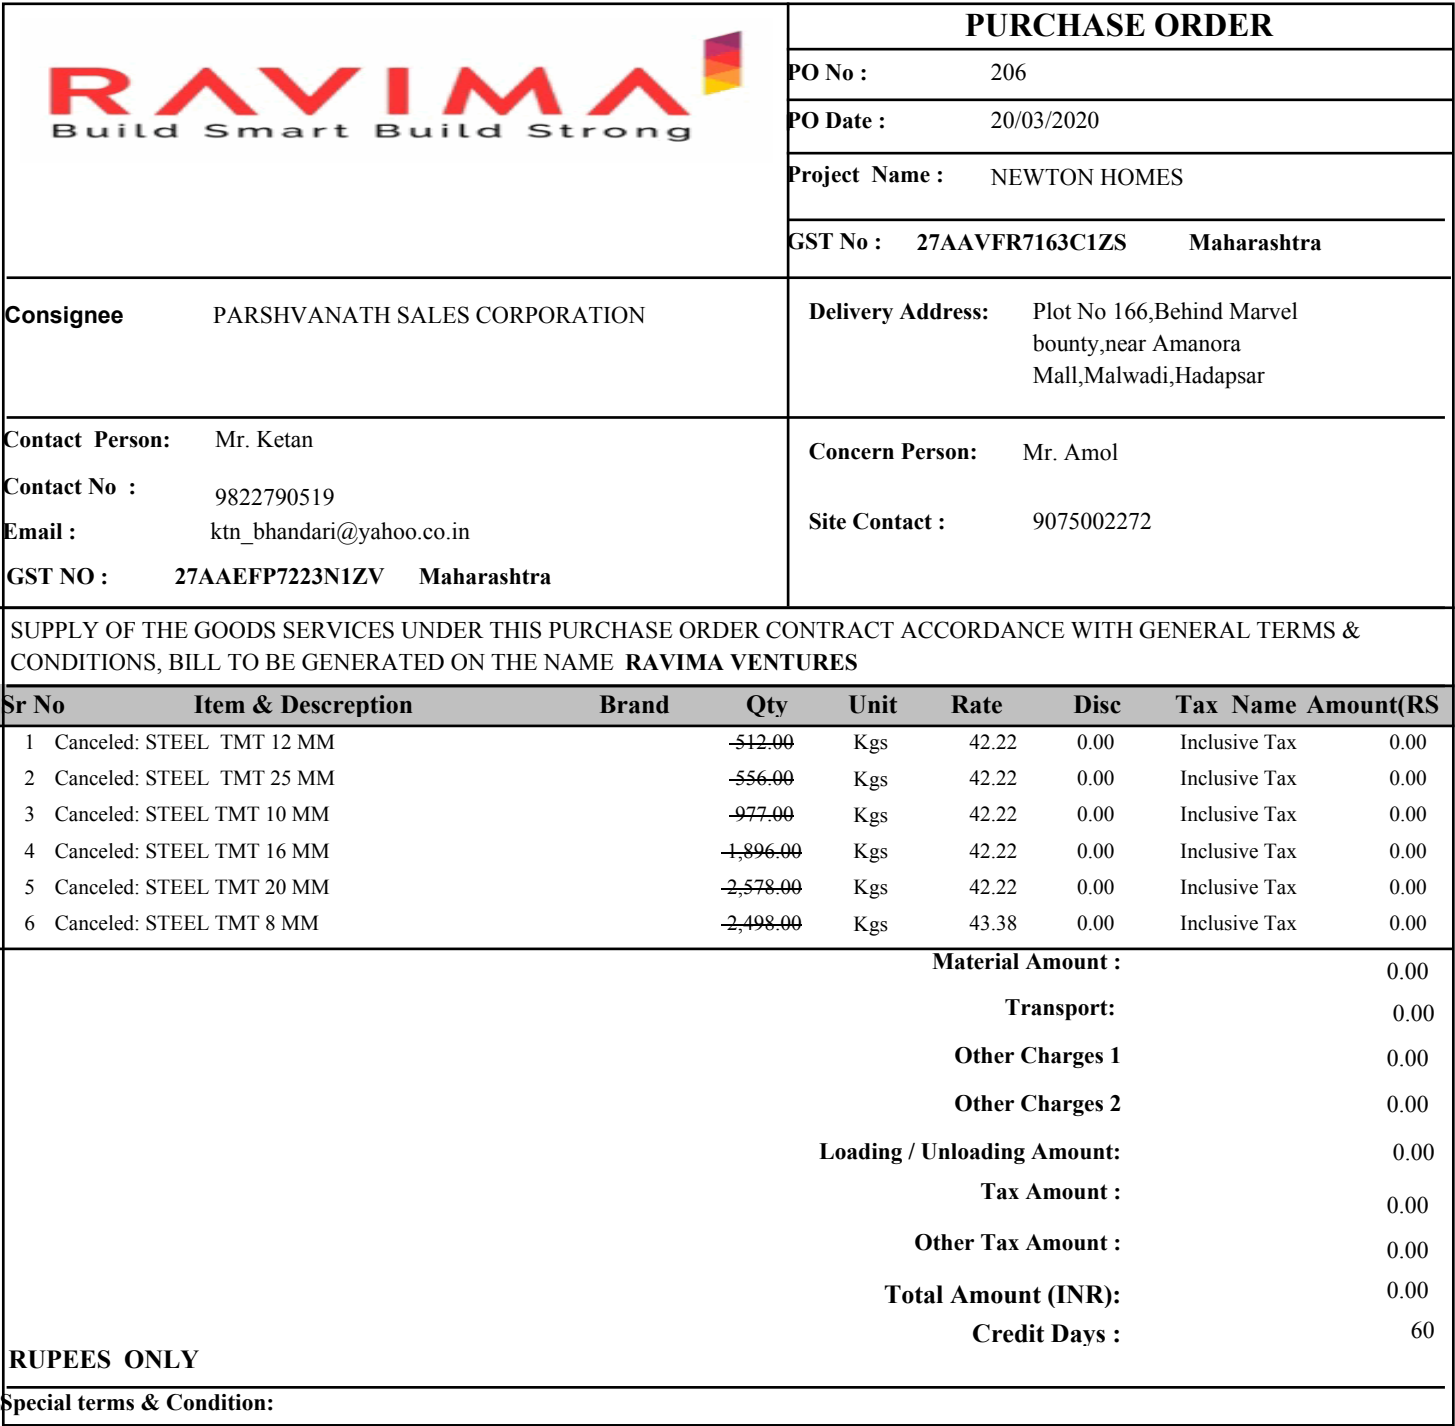 RAVIMA
Build Smart Build Strong
PURCHASE ORDER
PO No : 206
PO Date : 20/03/2020
Project Name : NEWTON HOMES
GST No : 27AAVFR7163C1ZS Maharashtra
Consignee PARSHVANATH SALES CORPORATION
Delivery Address: Plot No 166,Behind Marvel
bounty,near Amanora
Mall,Malwadi,Hadapsar
Contact Person: Mr. Ketan
Contact No : 9822790519
Email : ktn_bhandari@yahoo.co.in
GST NO : 27AAEFP7223N1ZV Maharashtra
Concern Person: Mr. Amol
Site Contact : 9075002272
SUPPLY OF THE GOODS SERVICES UNDER THIS PURCHASE ORDER CONTRACT ACCORDANCE WITH GENERAL TERMS &
CONDITIONS, BILL TO BE GENERATED ON THE NAME RAVIMA VENTURES
Sr No Item & Descreption Brand Qty Unit Rate Disc Tax Name Amount(RS
1 Canceled: STEEL TMT 12 MM 512.00 Kgs 42.22 0.00 Inclusive Tax 0.00
2 Canceled: STEEL TMT 25 MM 556.00 Kgs 42.22 0.00 Inclusive Tax 0.00
3 Canceled: STEEL TMT 10 MM 977.00 Kgs 42.22 0.00 Inclusive Tax 0.00
4 Canceled: STEEL TMT 16 MM 1,896.00 Kgs 42.22 0.00 Inclusive Tax 0.00
5 Canceled: STEEL TMT 20 MM 2,578.00 Kgs 42.22 0.00 Inclusive Tax 0.00
6 Canceled: STEEL TMT 8 MM 2,498.00 Kgs 43.38 0.00 Inclusive Tax 0.00
Material Amount : 0.00
Transport: 0.00
Other Charges 1 0.00
Other Charges 2 0.00
Loading / Unloading Amount: 0.00
Tax Amount : 0.00
Other Tax Amount : 0.00
Total Amount (INR): 0.00
Credit Days : 60
RUPEES ONLY
Special terms & Condition: